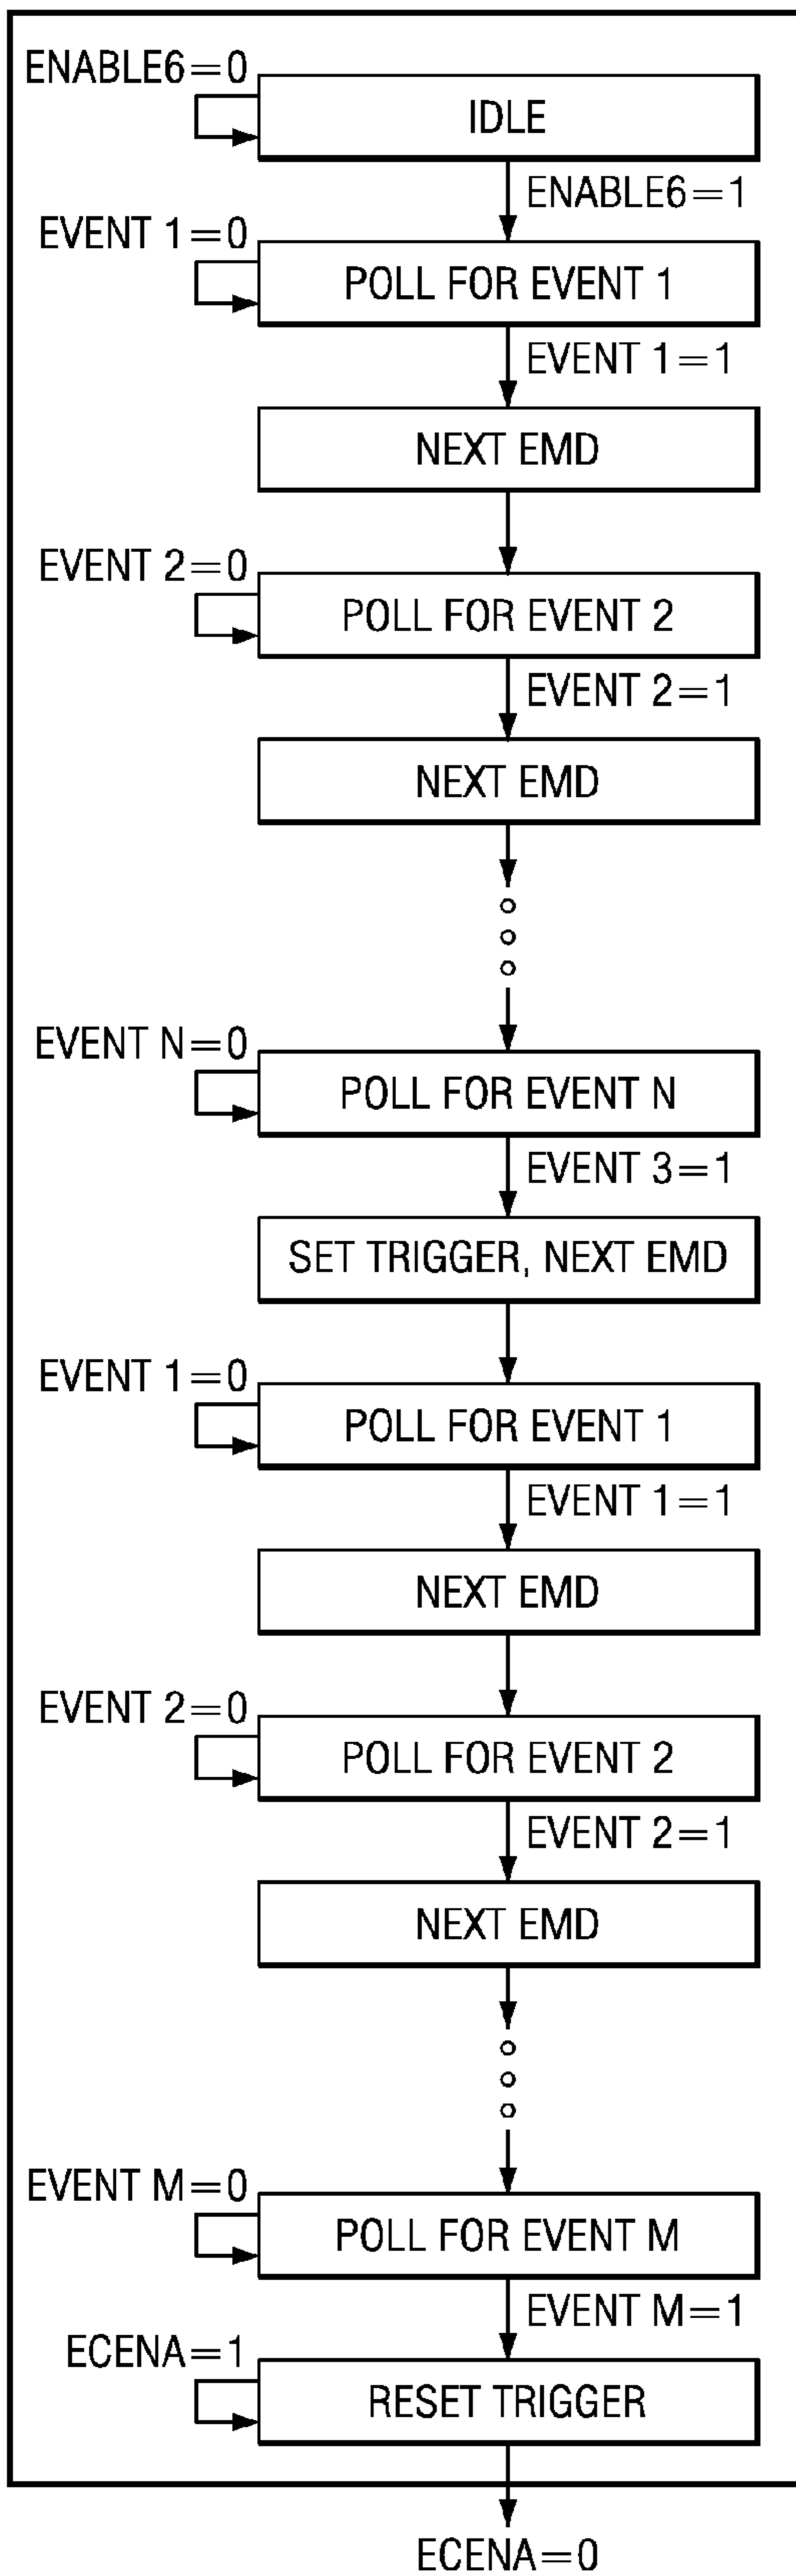 ENABLE6=0
IDLE
ENABLE6=1
EVENT 1=0
POLL FOR EVENT 1
EVENT 1=1
NEXT EMD
EVENT 2=0
POLL FOR EVENT 2
EVENT 2=1
NEXT EMD
EVENT N=0
POLL FOR EVENT N
EVENT 3=1
SET TRIGGER, NEXT EMD
EVENT 1=0
POLL FOR EVENT 1
EVENT 1=1
NEXT EMD
EVENT 2=0
POLL FOR EVENT 2
EVENT 2=1
NEXT EMD
EVENT M=0
POLL FOR EVENT M
EVENT M=1
ECENA=1
RESET TRIGGER
ECENA=0